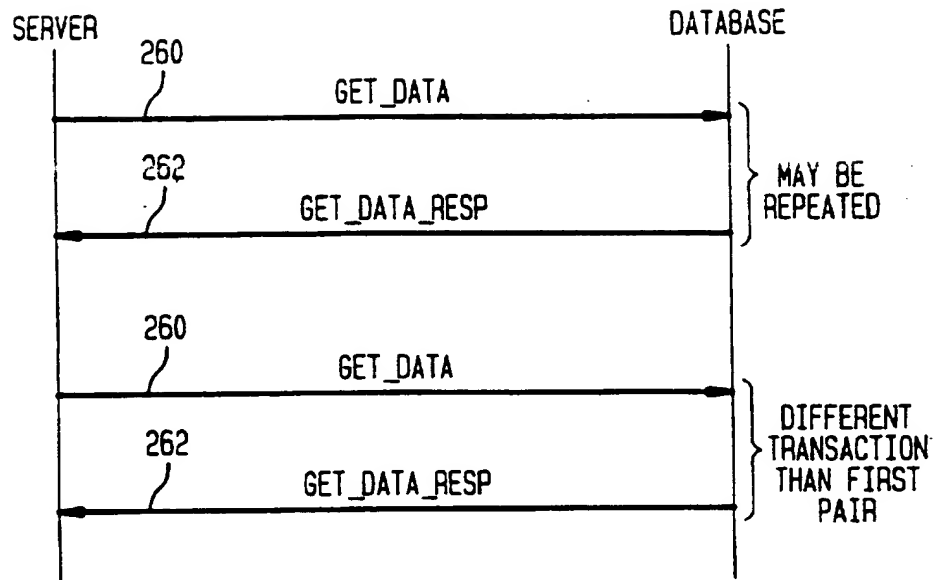 SERVER
DATABASE
260
GET_DATA
262
GET_DATA_RESP
MAY BE
REPEATED
260
GET_DATA
262
GET_DATA_RESP
DIFFERENT
TRANSACTION
THAN FIRST
PAIR